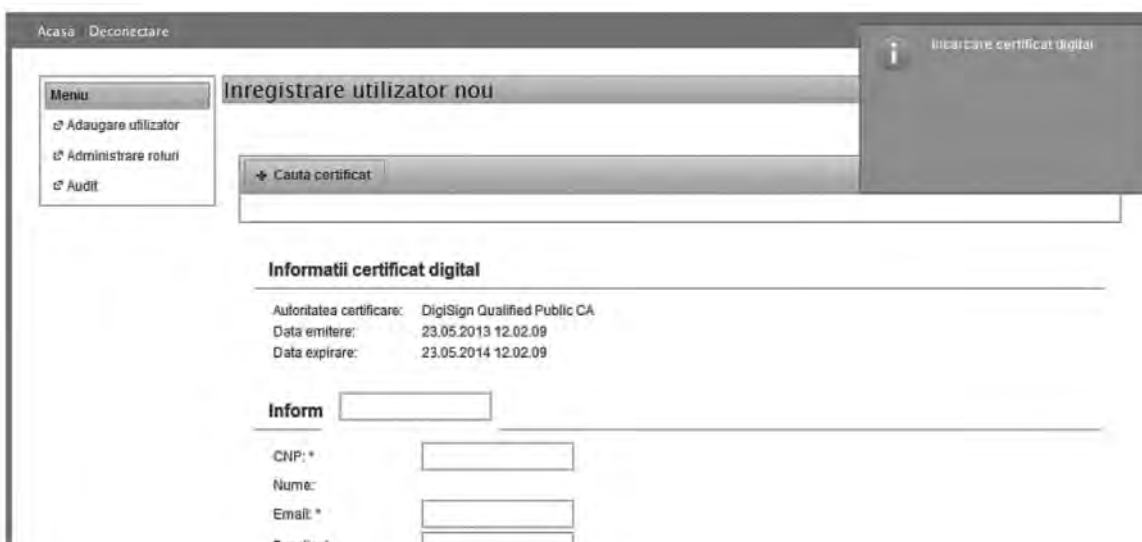 Acasa Deconectare
Incarcare certificat digital
Meniu
Adaugare utilizator
Administrare roluri
Audit
Inregistrare utilizator nou
Cauta certificat
Informatii certificat digital
Autoritatea certificare: DigiSign Qualified Public CA
Data emitere: 23.05.2013 12.02.09
Data expirare: 23.05.2014 12.02.09
Inform
CNP: *
Nume:
Email: *